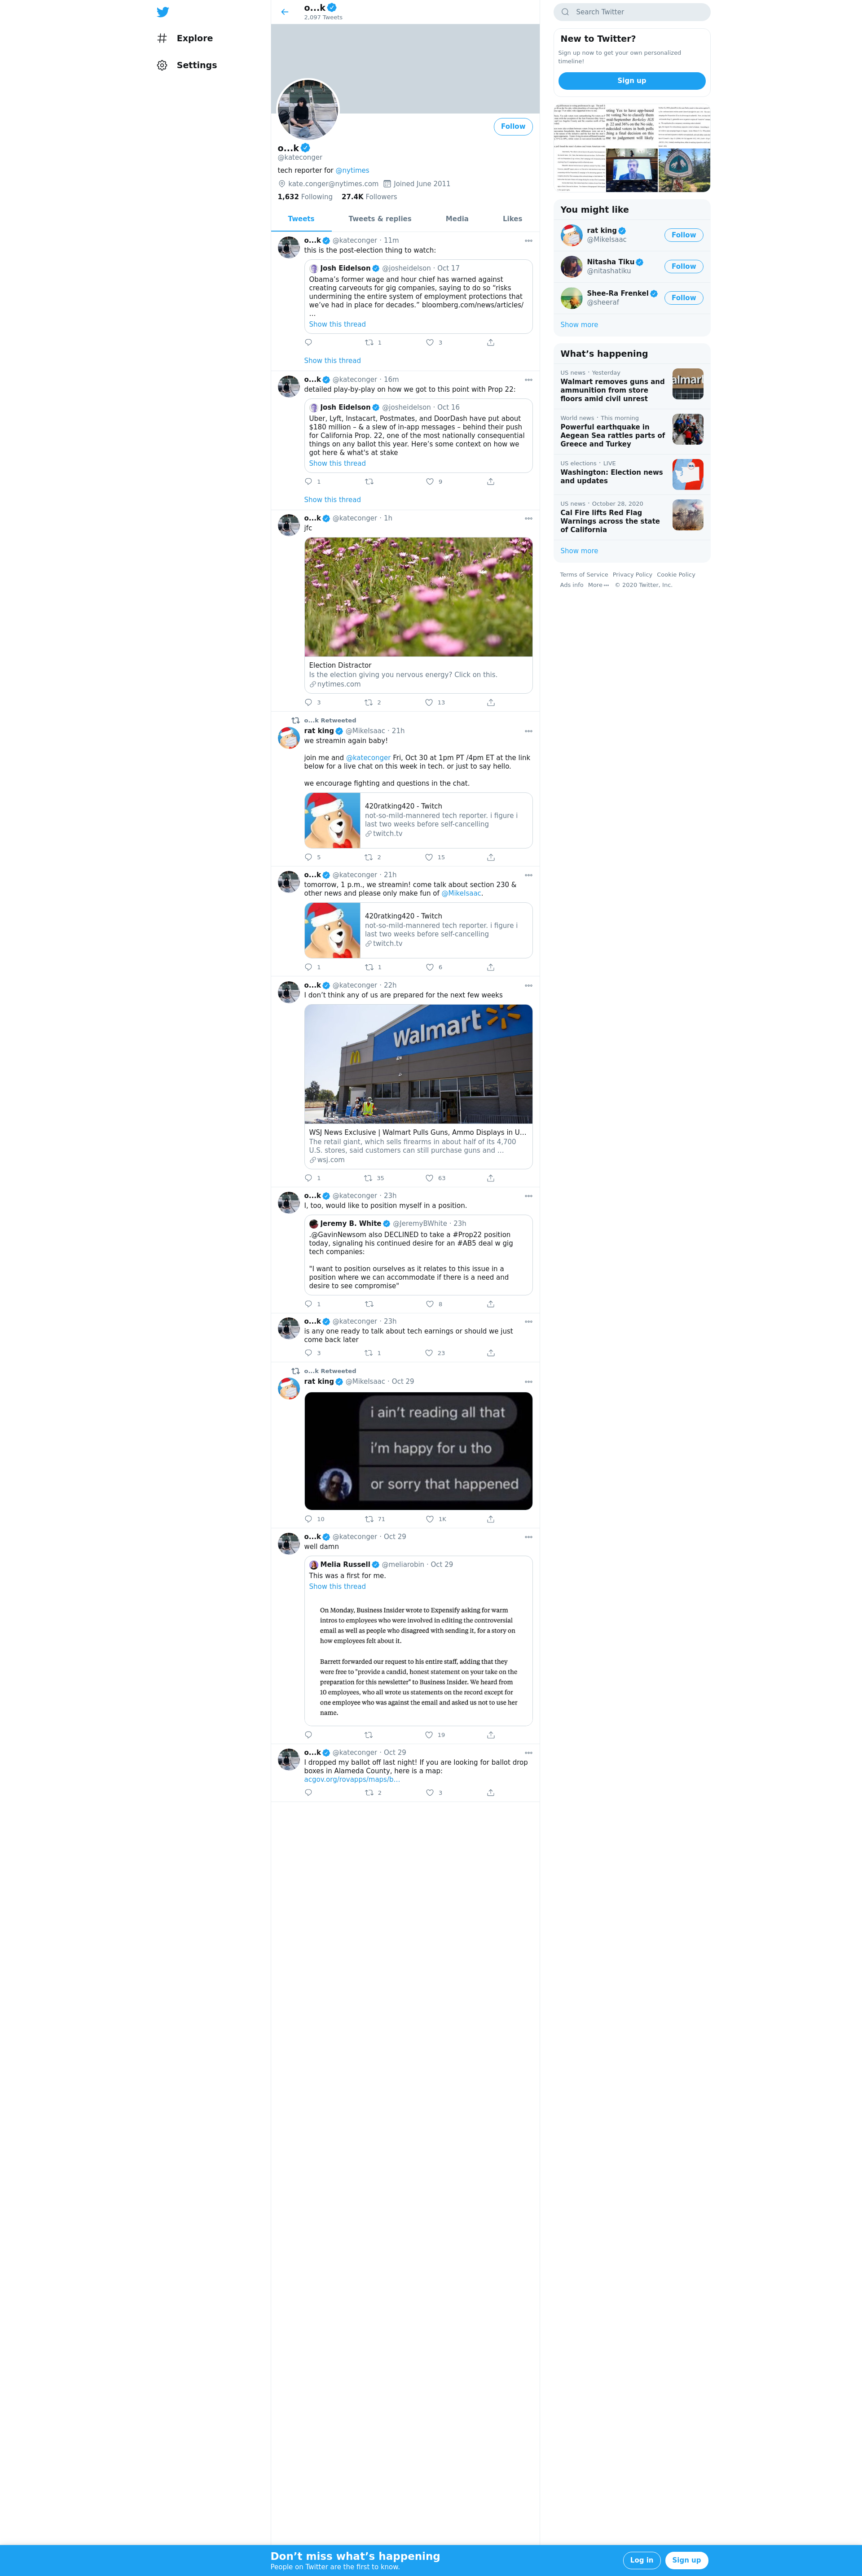 o...k
2,097 Tweets
Explore
Settings
Follow
o...k
@kateconger
tech reporter for @nytimes
kate.conger@nytimes.com Joined June 2011
1,632 Following 27.4K Followers
Tweets Tweets & replies Media Likes
o...k @kateconger · 11m
this is the post-election thing to watch:
Josh Eidelson @josheidelson · Oct 17
Obama's former wage and hour chief has warned against
creating carveouts for gig companies, saying to do so "risks
undermining the entire system of employment protections that
we've had in place for decades." bloomberg.com/news/articles/
...
Show this thread
1 3
Show this thread
o...k @kateconger · 16m
detailed play-by-play on how we got to this point with Prop 22:
Josh Eidelson @josheidelson · Oct 16
Uber, Lyft, Instacart, Postmates, and DoorDash have put about
$180 million – & a slew of in-app messages – behind their push
for California Prop. 22, one of the most nationally consequential
things on any ballot this year. Here's some context on how we
got here & what's at stake
Show this thread
1 9
Show this thread
o...k @kateconger · 1h
jfc
Election Distractor
Is the election giving you nervous energy? Click on this.
nytimes.com
3 2 13
o...k Retweeted
rat king @MikeIsaac · 21h
we streamin again baby!
join me and @kateconger Fri, Oct 30 at 1pm PT /4pm ET at the link
below for a live chat on this week in tech. or just to say hello.
we encourage fighting and questions in the chat.
420ratking420 - Twitch
not-so-mild-mannered tech reporter. i figure i
last two weeks before self-cancelling
twitch.tv
5 2 15
o...k @kateconger · 21h
tomorrow, 1 p.m., we streamin! come talk about section 230 &
other news and please only make fun of @MikeIsaac.
420ratking420 - Twitch
not-so-mild-mannered tech reporter. i figure i
last two weeks before self-cancelling
twitch.tv
1 1 6
o...k @kateconger · 22h
I don't think any of us are prepared for the next few weeks
Walmart
WSJ News Exclusive | Walmart Pulls Guns, Ammo Displays in U...
The retail giant, which sells firearms in about half of its 4,700
U.S. stores, said customers can still purchase guns and ...
wsj.com
1 35 63
o...k @kateconger · 23h
I, too, would like to position myself in a position.
Jeremy B. White @JeremyBWhite · 23h
.@GavinNewsom also DECLINED to take a #Prop22 position
today, signaling his continued desire for an #AB5 deal w gig
tech companies:
"I want to position ourselves as it relates to this issue in a
position where we can accommodate if there is a need and
desire to see compromise"
1 8
o...k @kateconger · 23h
is any one ready to talk about tech earnings or should we just
come back later
3 1 23
o...k Retweeted
rat king @MikeIsaac · Oct 29
i ain't reading all that
i'm happy for u tho
or sorry that happened
10 71 1K
o...k @kateconger · Oct 29
well damn
Melia Russell @meliarobin · Oct 29
This was a first for me.
Show this thread
On Monday, Business Insider wrote to Expensify asking for warm
intros to employees who were involved in editing the controversial
email as well as people who disagreed with sending it, for a story on
how employees felt about it.
Barrett forwarded our request to his entire staff, adding that they
were free to "provide a candid, honest statement on your take on the
preparation for this newsletter" to Business Insider. We heard from
10 employees, who all wrote us statements on the record except for
one employee who was against the email and asked us not to use her
name.
19
o...k @kateconger · Oct 29
I dropped my ballot off last night! If you are looking for ballot drop
boxes in Alameda County, here is a map:
acgov.org/rovapps/maps/b...
2 3
Search Twitter
New to Twitter?
Sign up now to get your own personalized
timeline!
Sign up
You might like
rat king
@MikeIsaac
Follow
Nitasha Tiku
@nitashatiku
Follow
Shee-Ra Frenkel
@sheeraf
Follow
Show more
What's happening
US news · Yesterday
Walmart removes guns and
ammunition from store
floors amid civil unrest
World news · This morning
Powerful earthquake in
Aegean Sea rattles parts of
Greece and Turkey
US elections · LIVE
Washington: Election news
and updates
US news · October 28, 2020
Cal Fire lifts Red Flag
Warnings across the state
of California
Show more
Terms of Service Privacy Policy Cookie Policy
Ads info More © 2020 Twitter, Inc.
Don't miss what's happening
People on Twitter are the first to know.
Log in Sign up